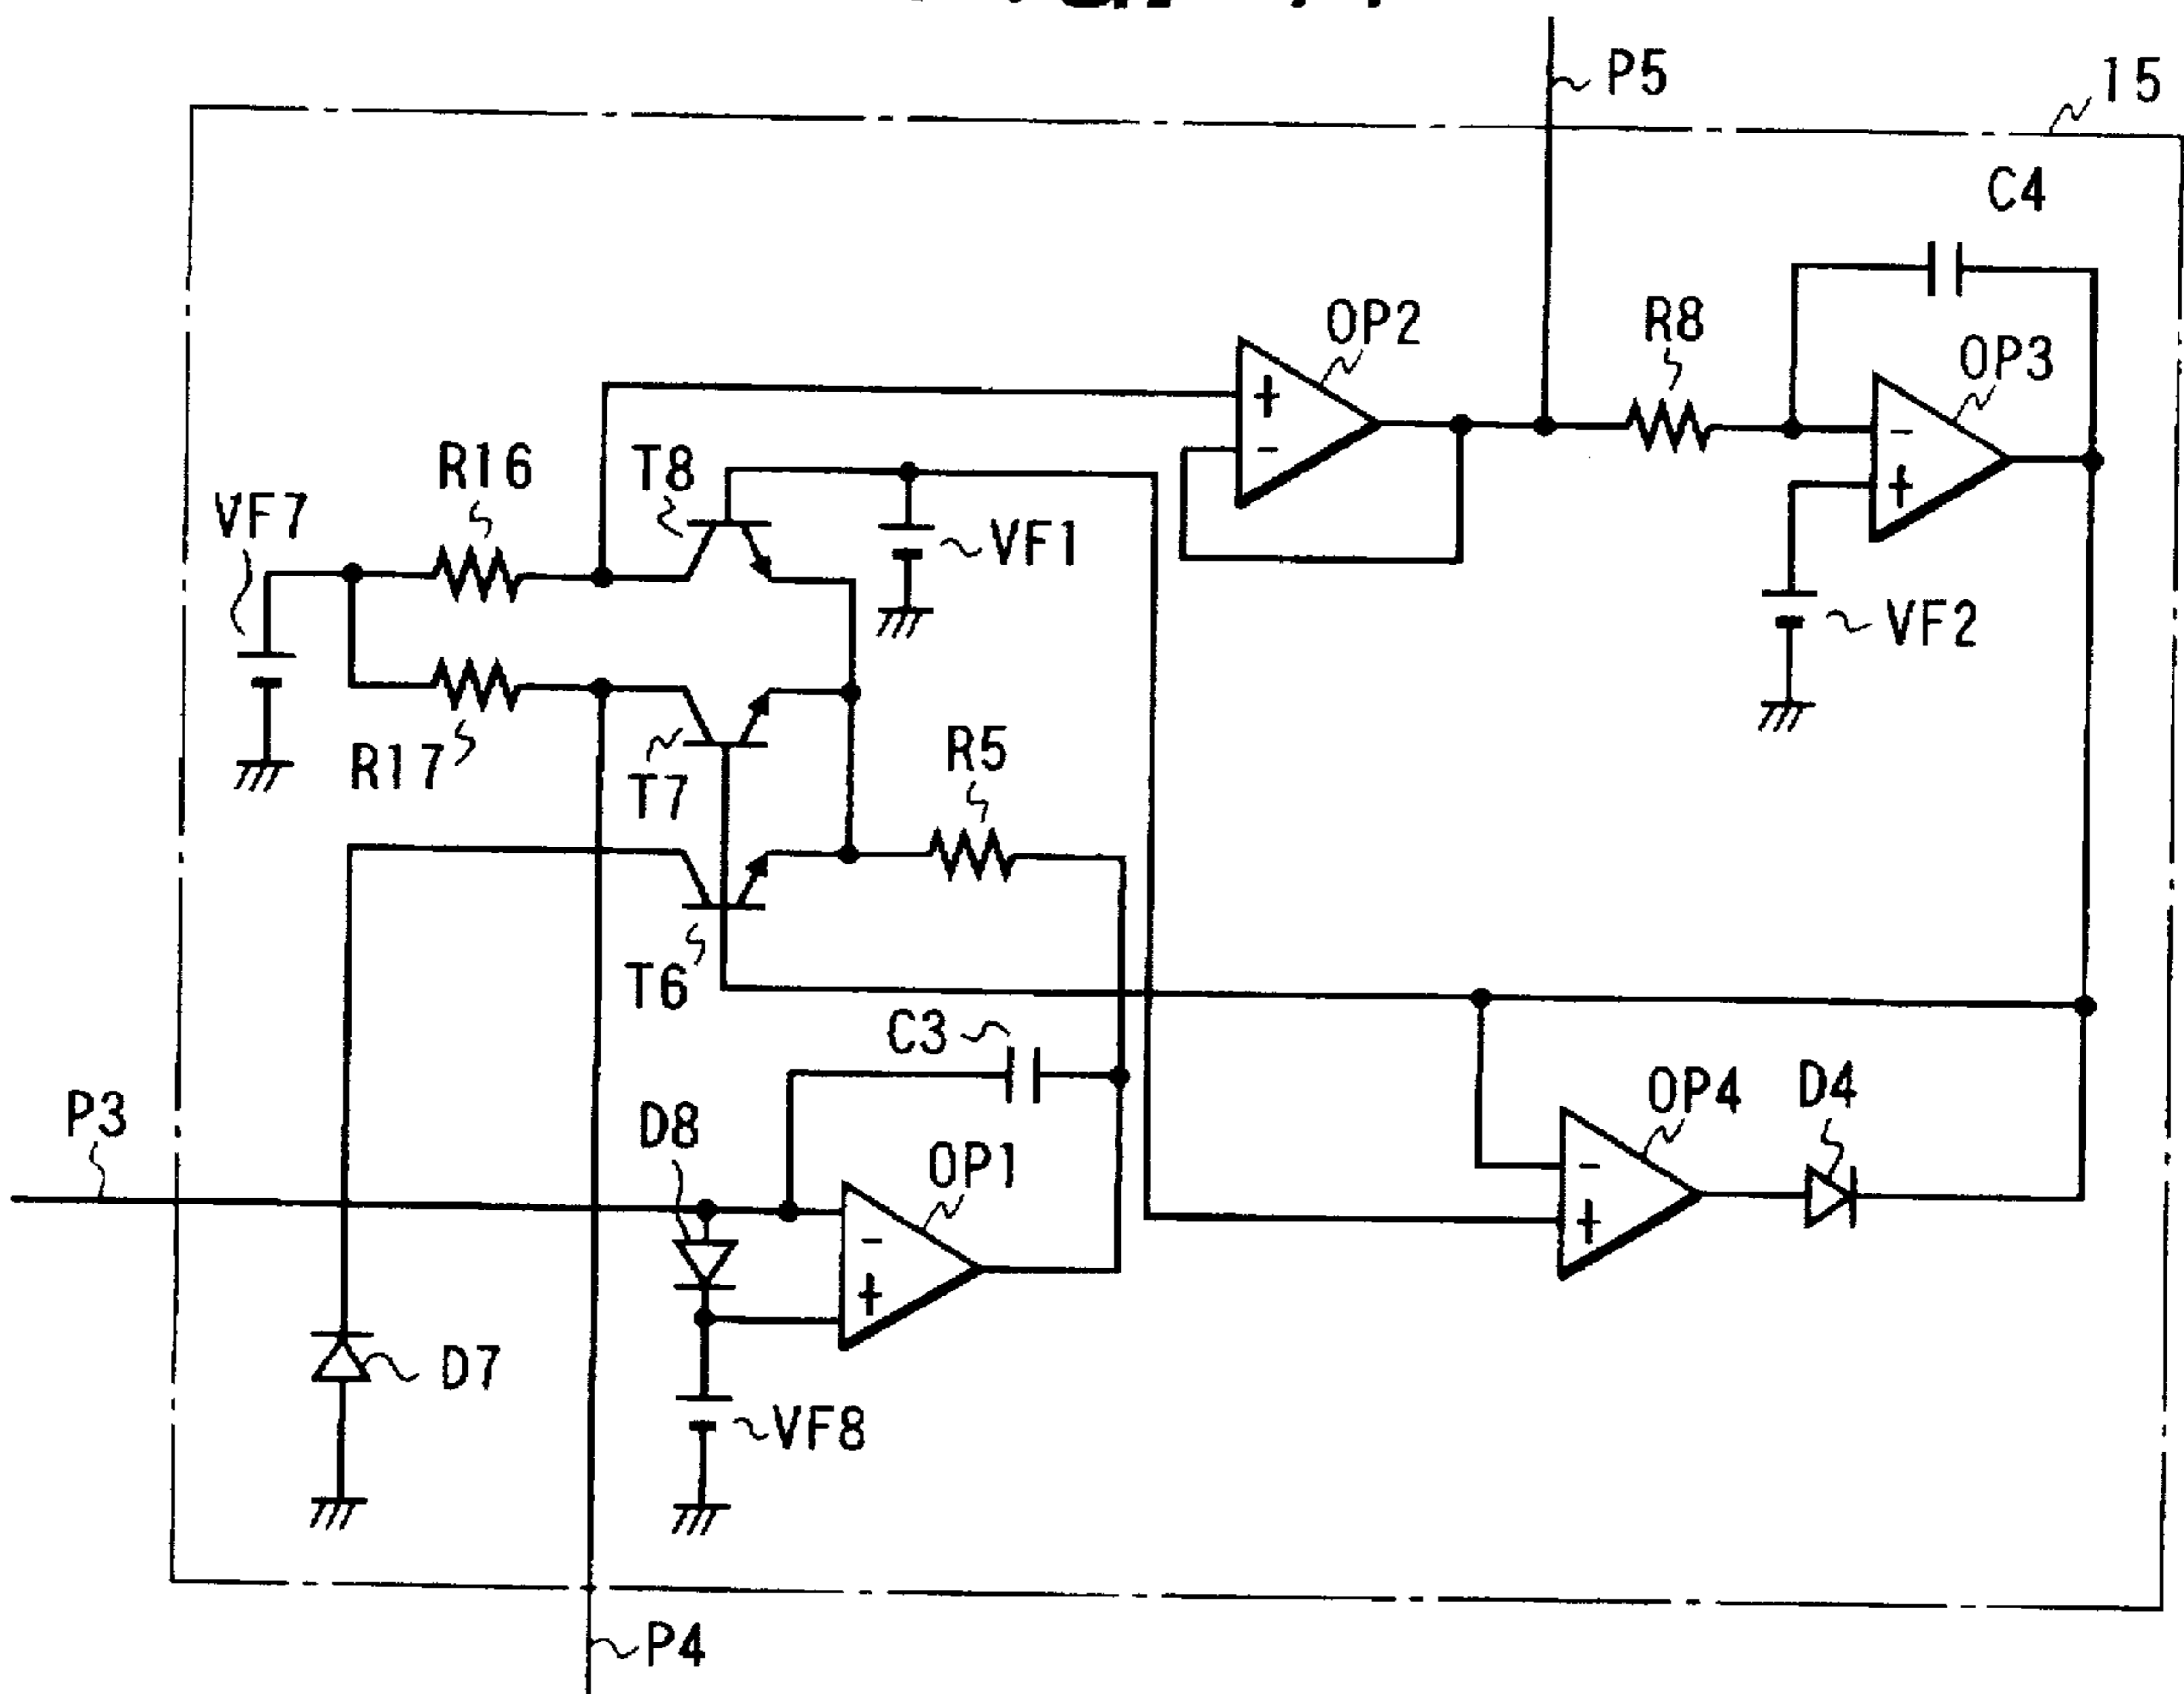 P5
15
C4
OP2
R8
OP3
R16
T8
VF7
VF1
VF2
R17
T7
R5
T6
C3
P3
D8
OP1
OP4
D4
D7
VF8
P4